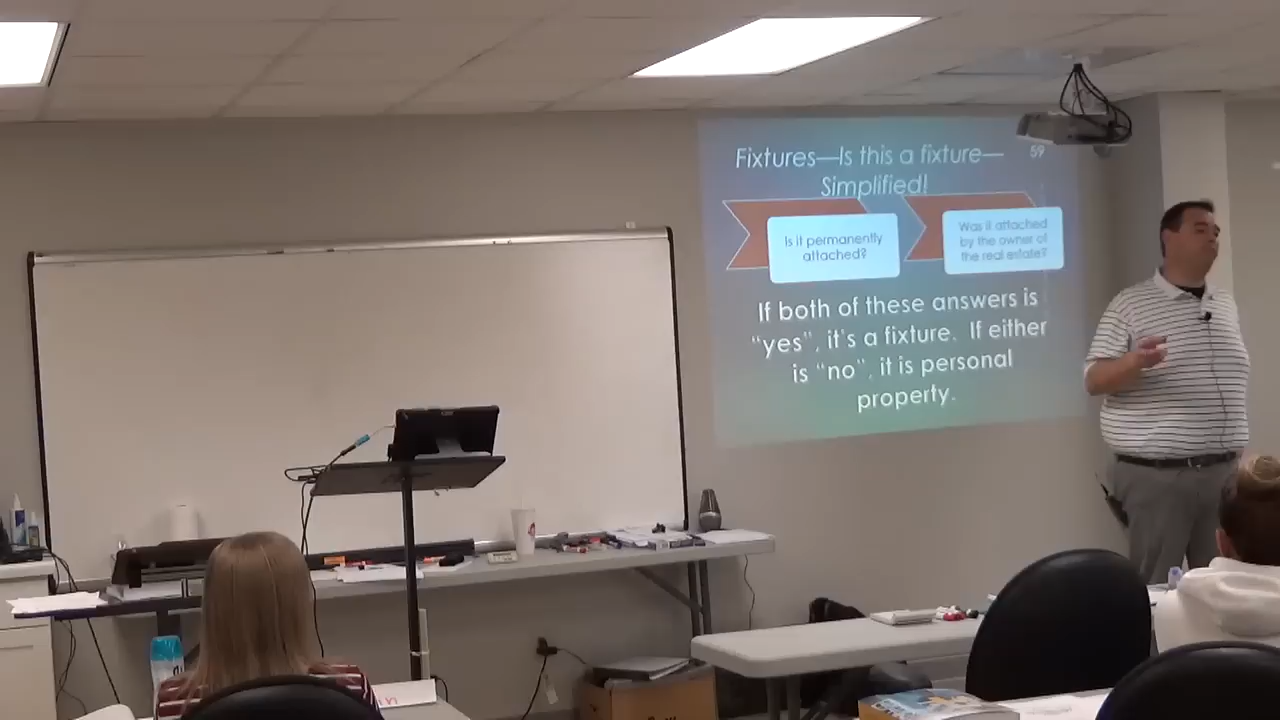 Fixtures—Is this a fixture—
Simplified!
59
Is it permanently
attached?
Was it attached
by the owner of
the real estate?
If both of these answers is
"yes", it's a fixture. If either
is "no", it is personal
property.